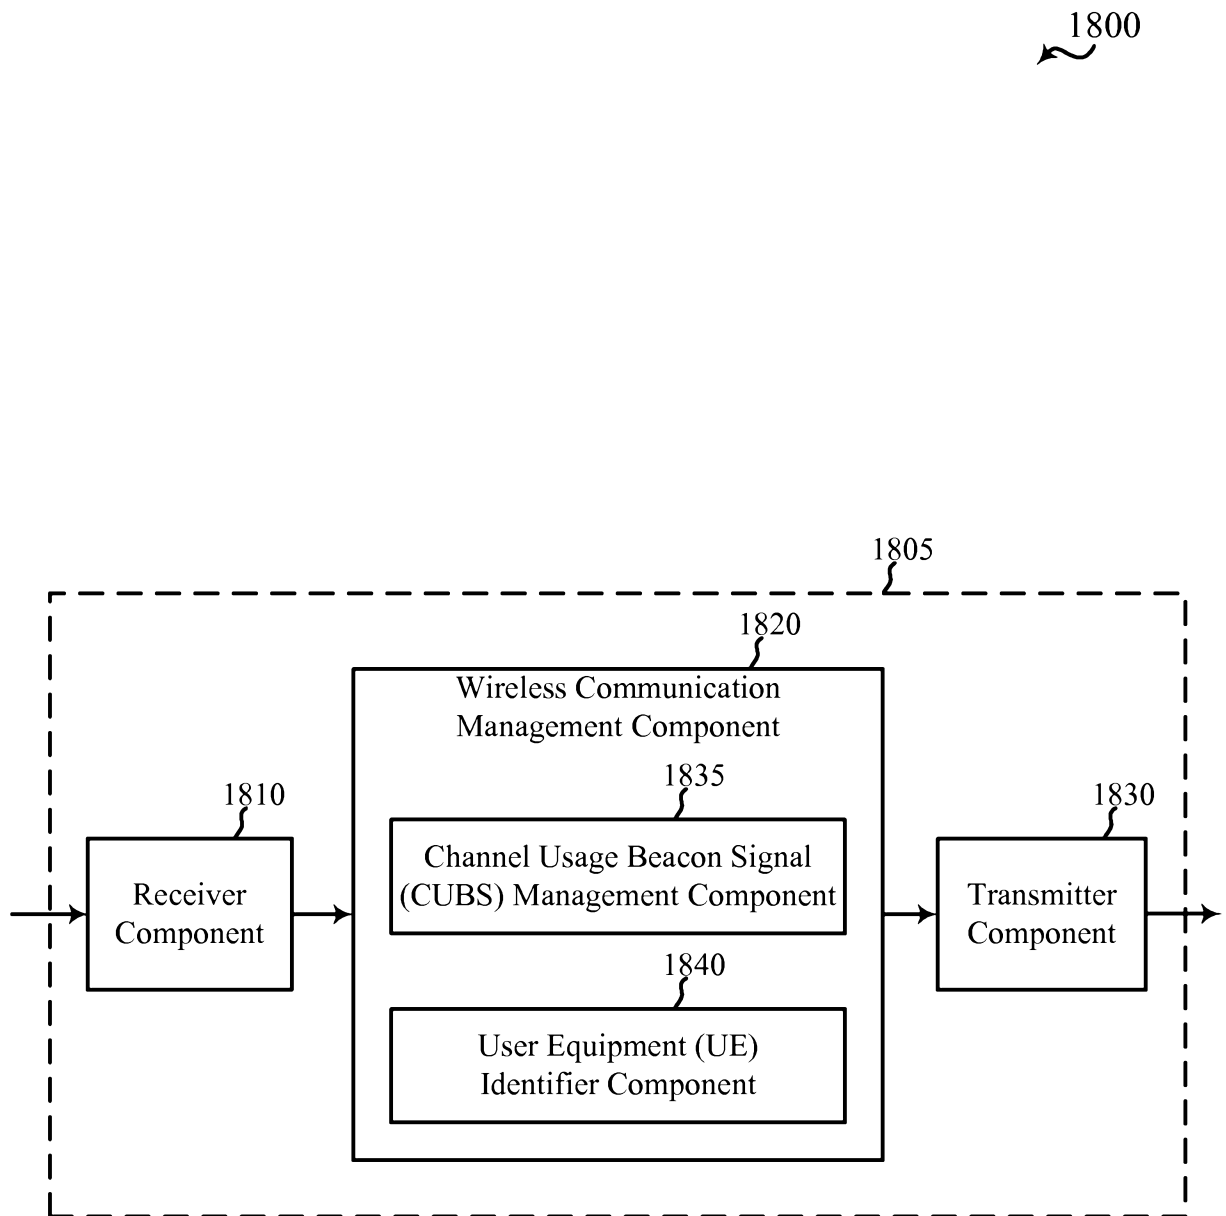 1800
1805
1820
Wireless Communication
Management Component
1835
Channel Usage Beacon Signal
(CUBS) Management Component
1810
Receiver
Component
1830
Transmitter
Component
1840
User Equipment (UE)
Identifier Component